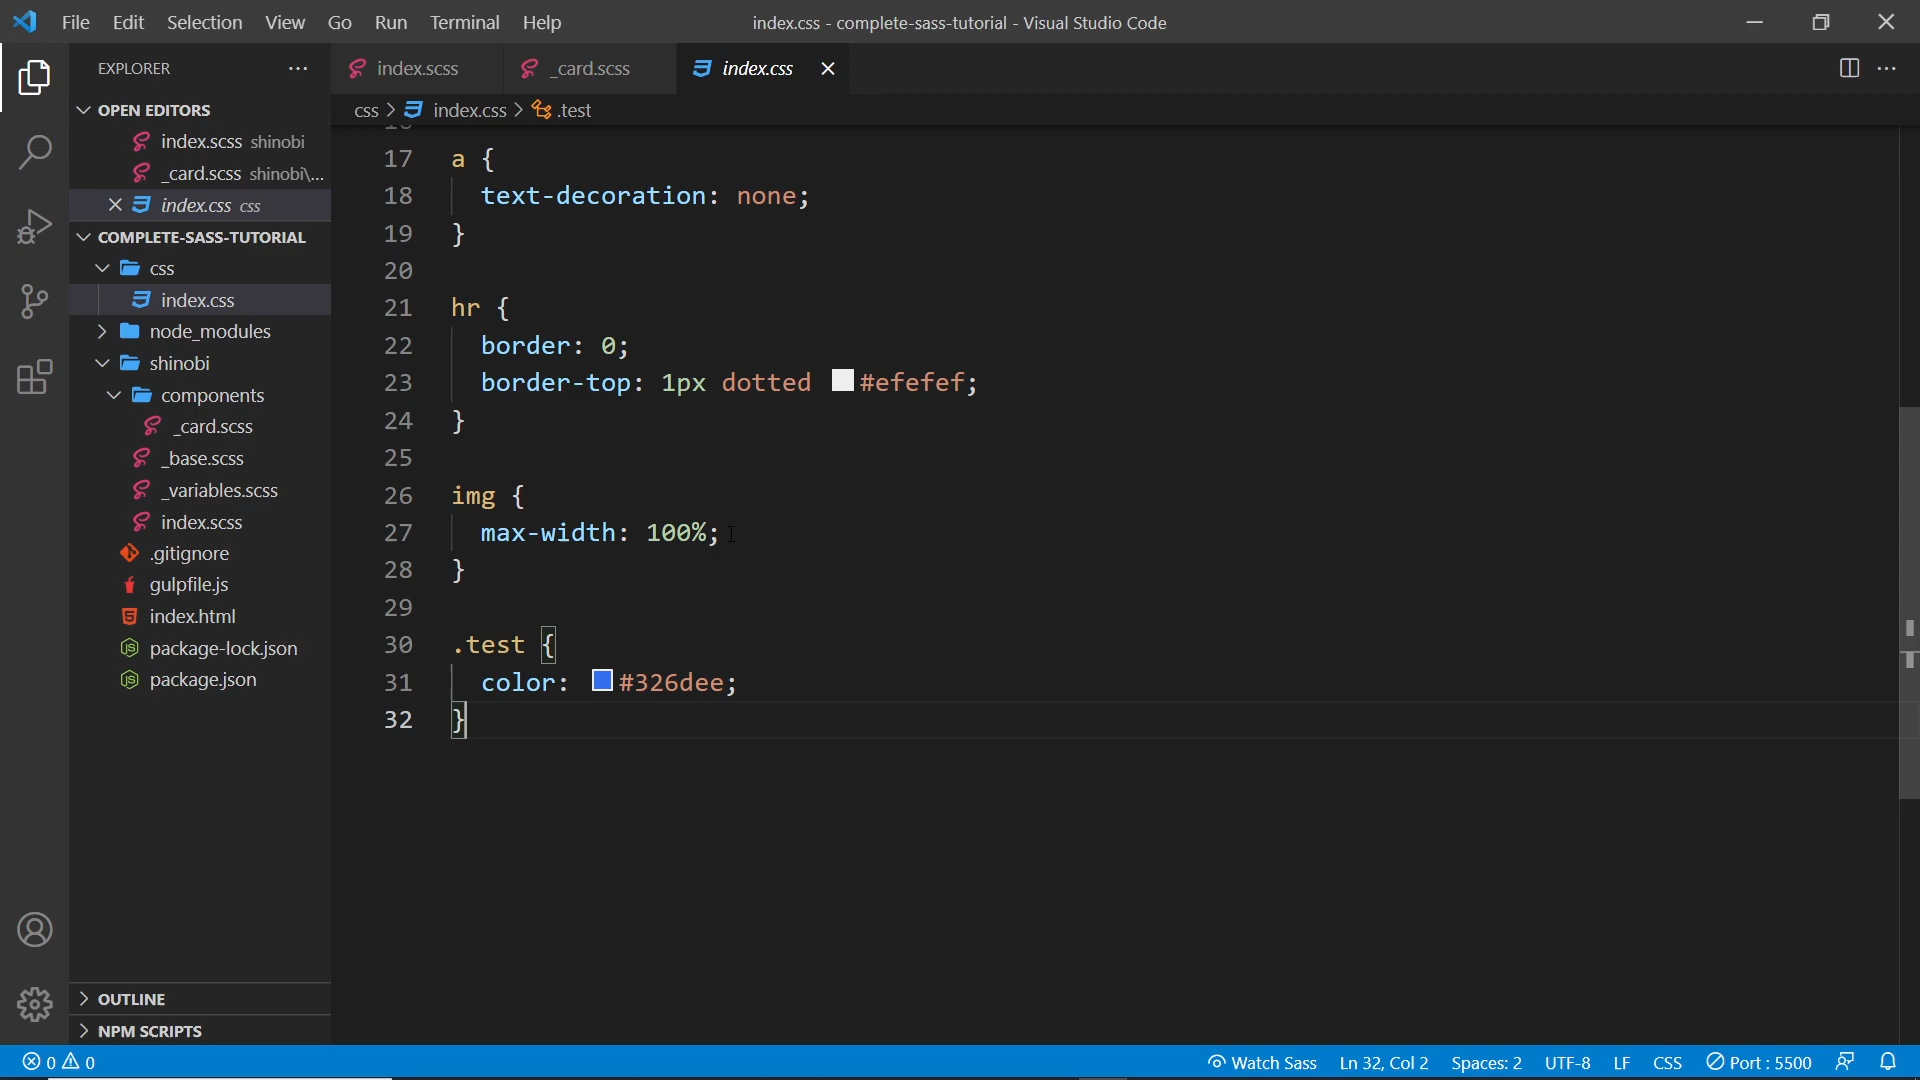 File Edit Selection View Go Run Terminal Help
index.css - complete-sass-tutorial - Visual Studio Code
EXPLORER
index.scss
_card.scss
index.css
OPEN EDITORS
css > index.css > .test
index.scss shinobi
_card.scss shinobi\...
index.css css
COMPLETE-SASS-TUTORIAL
css
index.css
node_modules
shinobi
components
_card.scss
_base.scss
_variables.scss
index.scss
.gitignore
gulpfile.js
index.html
package-lock.json
package.json
OUTLINE
NPM SCRIPTS
17 a {
18 text-decoration: none;
19 }
20
21 hr {
22 border: 0;
23 border-top: 1px dotted #efefef;
24 }
25
26 img {
27 max-width: 100%;
28 }
29
30 .test {
31 color: #326dee;
32 }
0 0
Watch Sass
Ln 32, Col 2
Spaces: 2
UTF-8
LF
CSS
Port : 5500